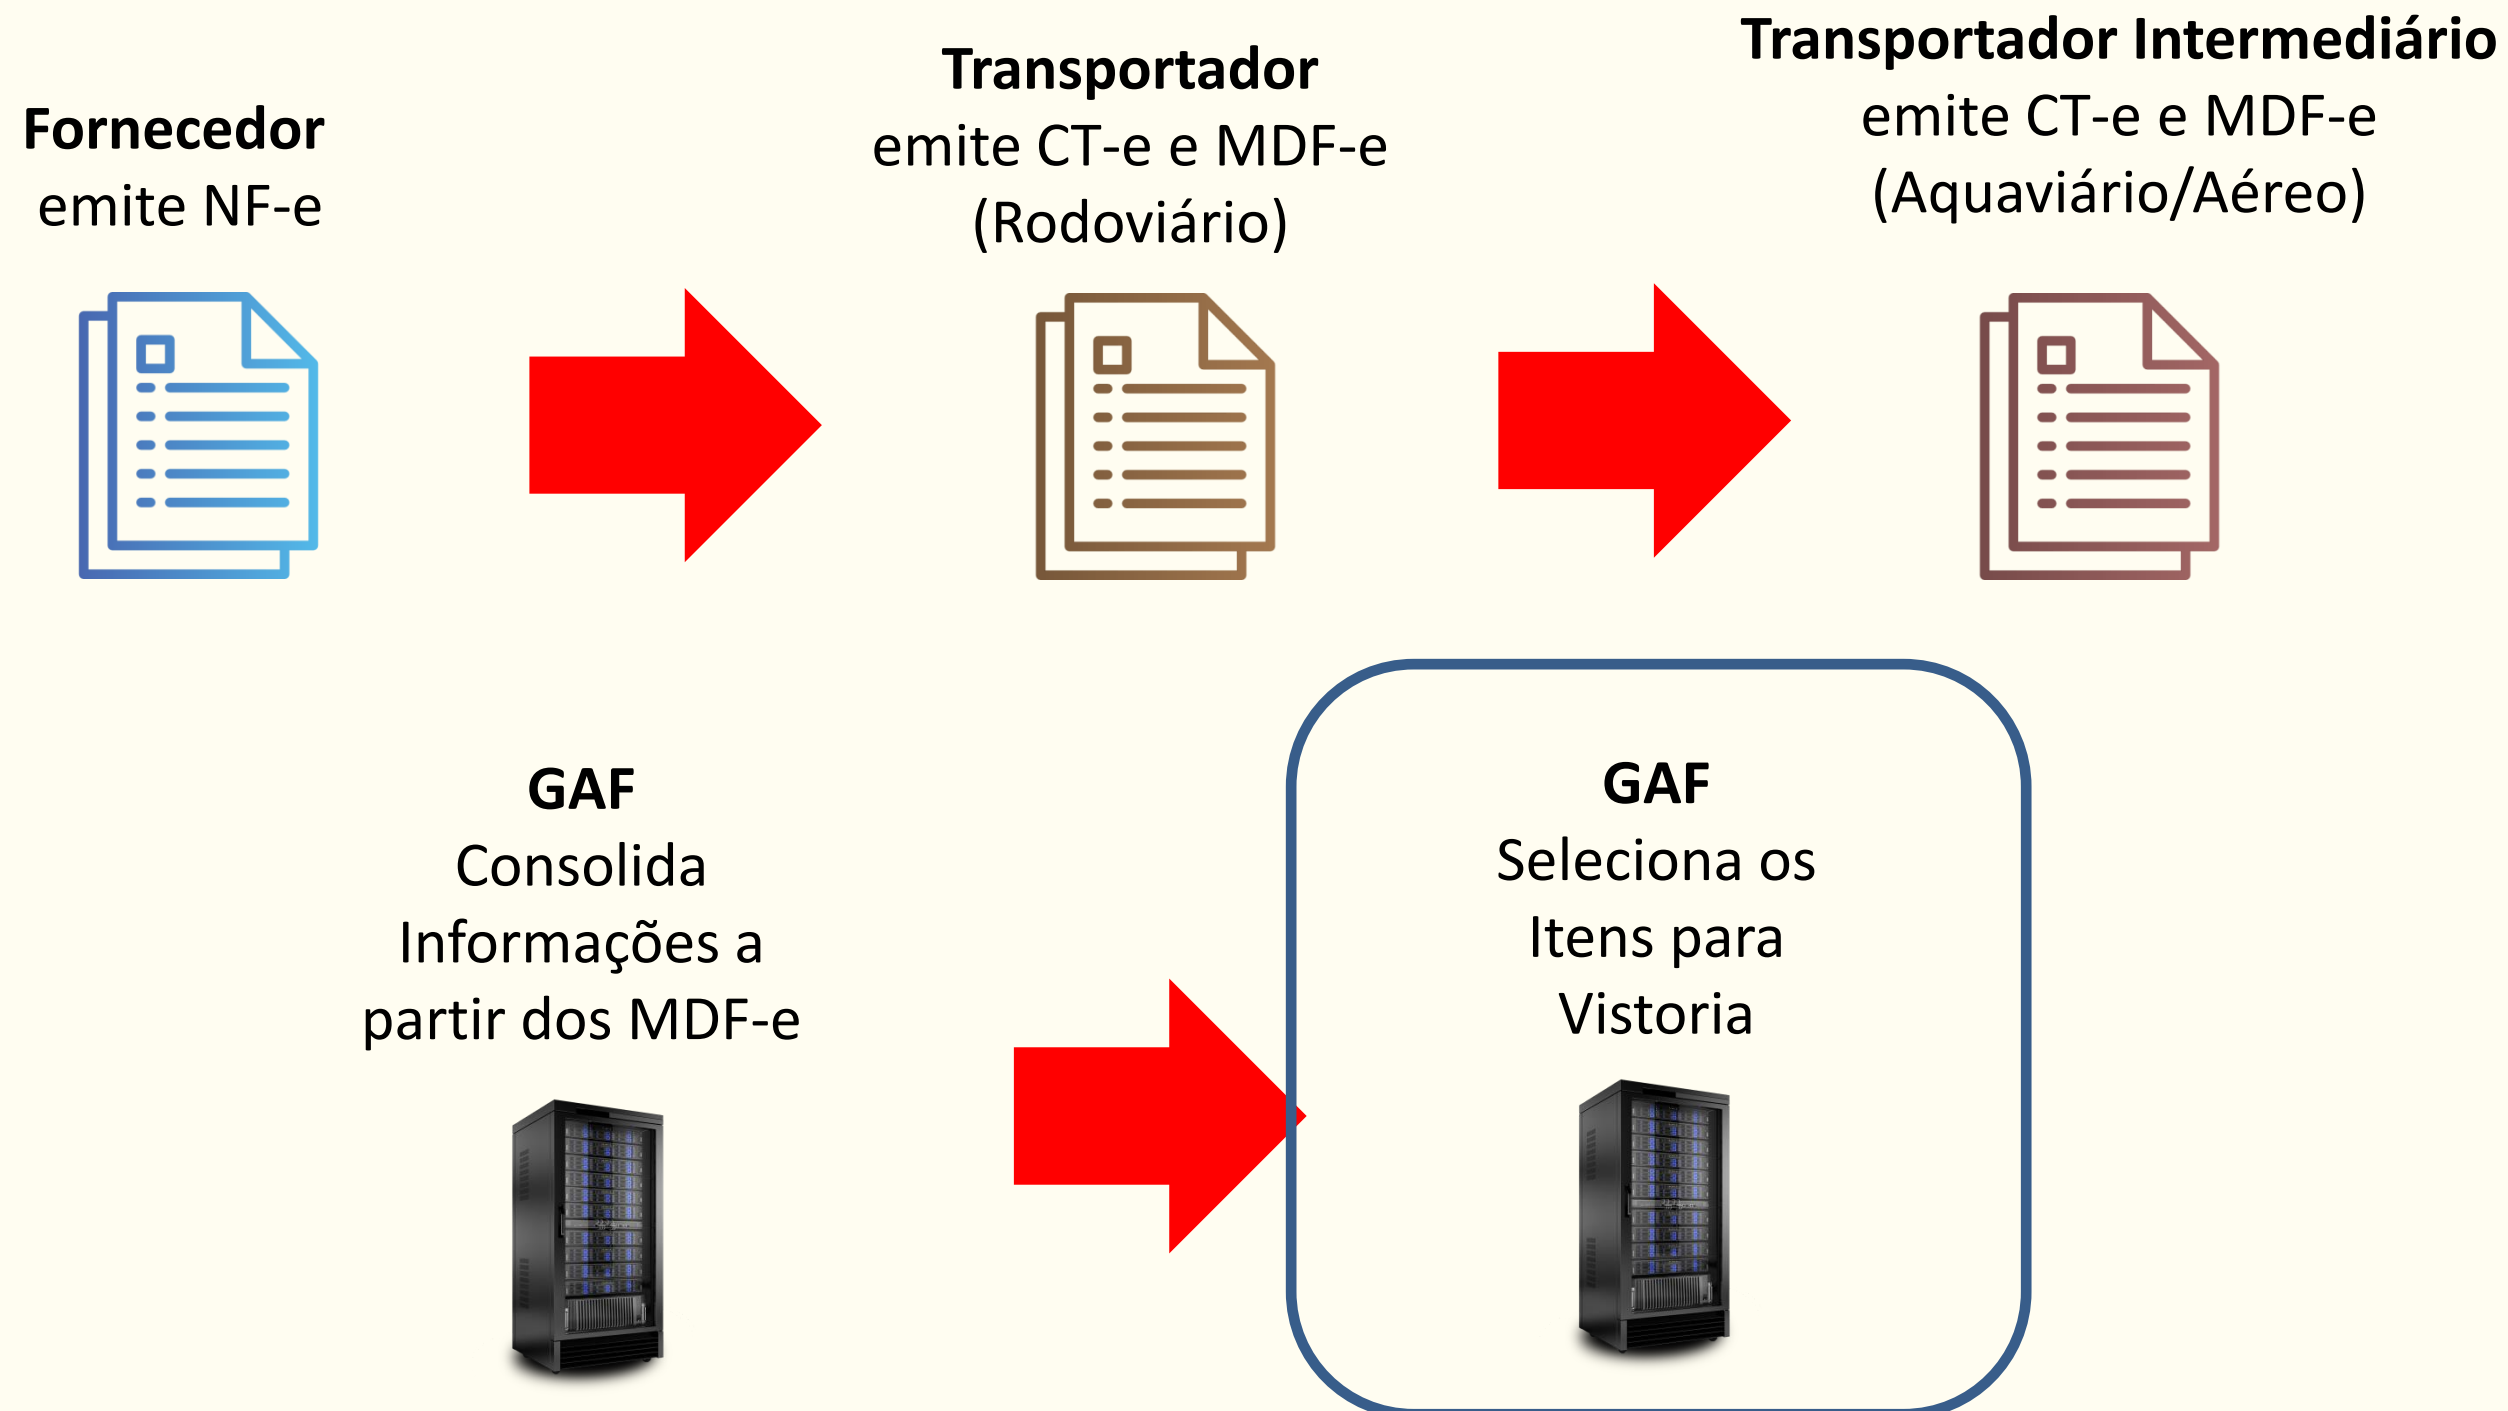 Fornecedor
emite NF-e
Transportador
emite CT-e e MDF-e
(Rodoviário)
Transportador Intermediário
emite CT-e e MDF-e
(Aquaviário/Aéreo)
GAF
Consolida
Informações a
partir dos MDF-e
GAF
Seleciona os
Itens para
Vistoria